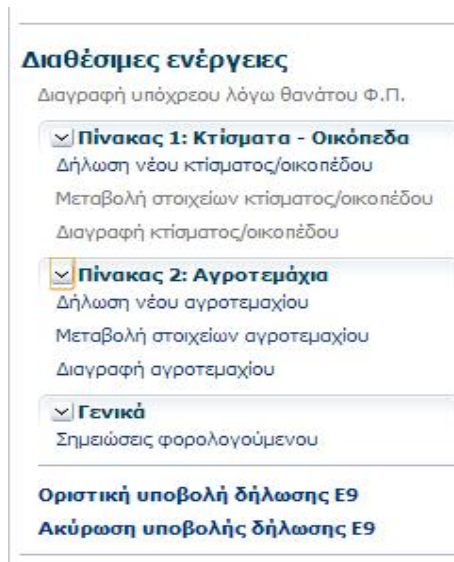 Διαθέσιμες ενέργειες
Διαγραφή υπόχρεου λόγω θανάτου Φ.Π.
Πίνακας 1: Κτίσματα - Οικόπεδα
Δήλωση νέου κτίσματος/οικοπέδου
Μεταβολή στοιχείων κτίσματος/οικοπέδου
Διαγραφή κτίσματος/οικοπέδου
Πίνακας 2: Αγροτεμάχια
Δήλωση νέου αγροτεμαχίου
Μεταβολή στοιχείων αγροτεμαχίου
Διαγραφή αγροτεμαχίου
Γενικά
Σημειώσεις φορολογούμενου
Οριστική υποβολή δήλωσης Ε9
Ακύρωση υποβολής δήλωσης Ε9